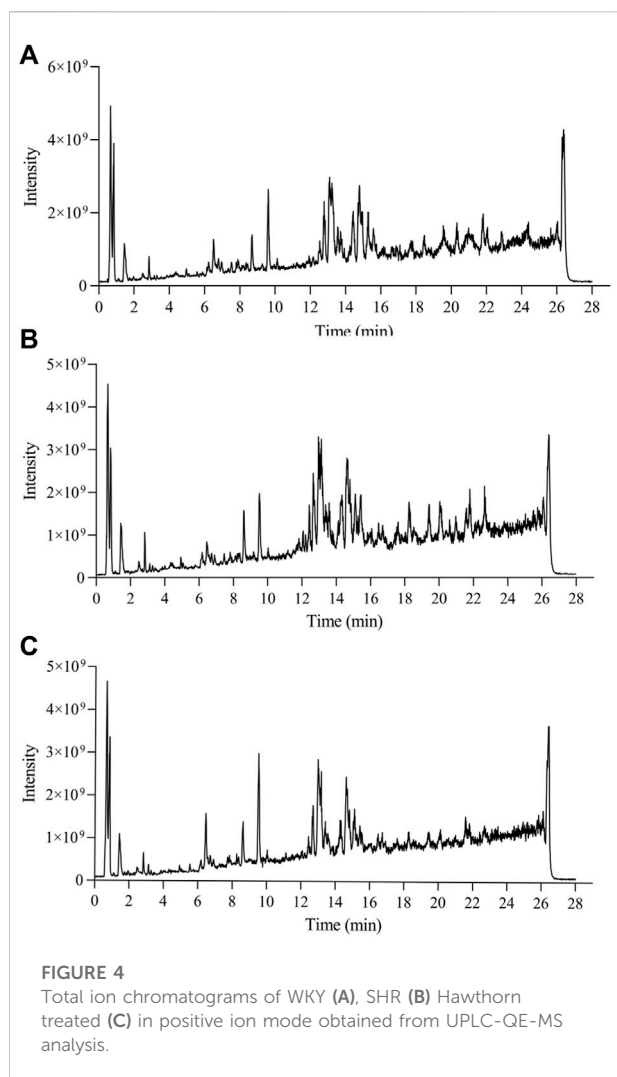 A
6×10⁹
4×10⁹
2×10⁹
0
Intensity
0 2 4 6 8 10 12 14 16 18 20 22 24 26 28
Time (min)
B
5×10⁹
4×10⁹
3×10⁹
2×10⁹
1×10⁹
0
Intensity
0 2 4 6 8 10 12 14 16 18 20 22 24 26 28
Time (min)
C
5×10⁹
4×10⁹
3×10⁹
2×10⁹
1×10⁹
0
Intensity
0 2 4 6 8 10 12 14 16 18 20 22 24 26 28
Time (min)
FIGURE 4
Total ion chromatograms of WKY (A), SHR (B) Hawthorn
treated (C) in positive ion mode obtained from UPLC-QE-MS
analysis.